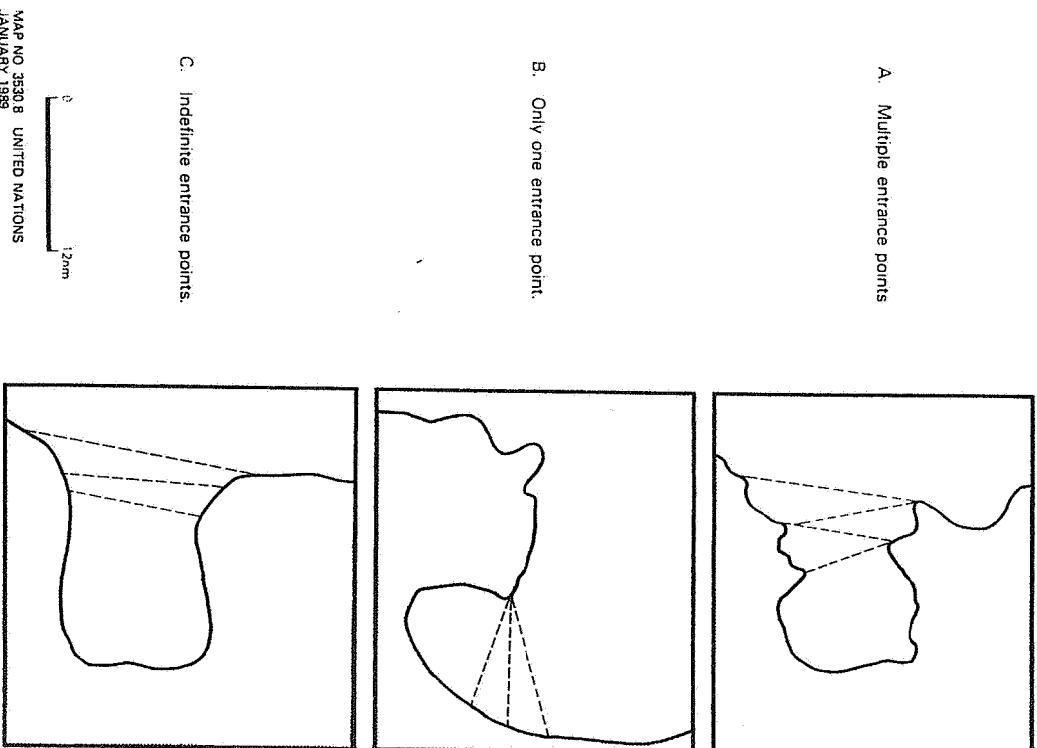 A. Multiple entrance points
B. Only one entrance point.
C. Indefinite entrance points.
0 12nm
MAP NO. 3530.8 UNITED NATIONS
JANUARY 1989